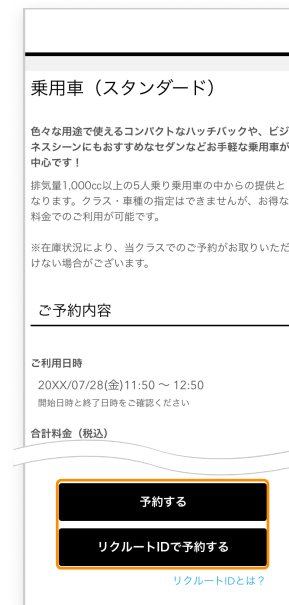 乗用車（スタンダード）
色々な用途で使えるコンパクトなハッチバックや、ビジ
ネスシーンにもおすすめなセダンなどお手軽な乗用車が
中心です！
排気量1,000cc以上の5人乗り乗用車の中からの提供と
なります。クラス・車種の指定はできませんが、お得な
料金でのご利用が可能です。
※在庫状況により、当クラスでのご予約がお取りいただ
けない場合がございます。
ご予約内容
ご利用日時
20XX/07/28(金)11:50 〜 12:50
開始日時と終了日時をご確認ください
合計料金（税込）
予約する
リクルートIDで予約する
リクルートIDとは？